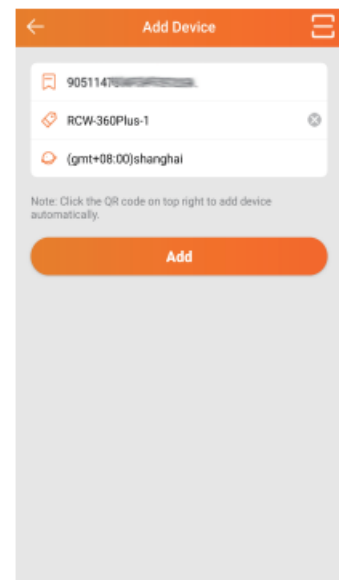 Add Device
905114
RCW-360Plus-1
(gmt+08:00)shanghai
Note: Click the QR code on top right to add device
automatically.
Add